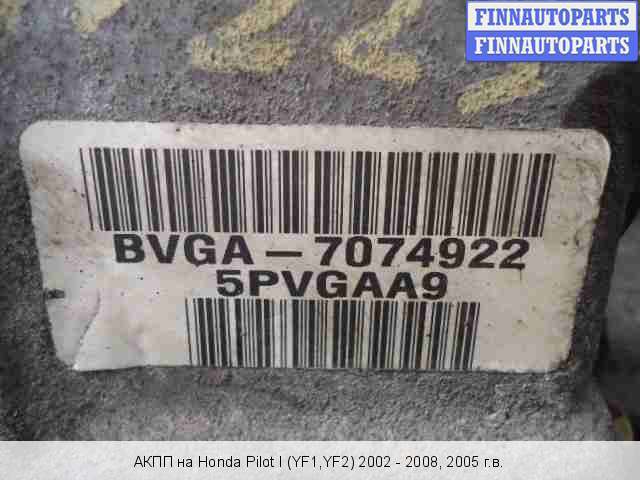 FINNAUTOPARTS
FINNAUTOPARTS
BVGA-7074922
5PVGAA9
АКПП на Honda Pilot I (YF1,YF2) 2002 - 2008, 2005 г.в.